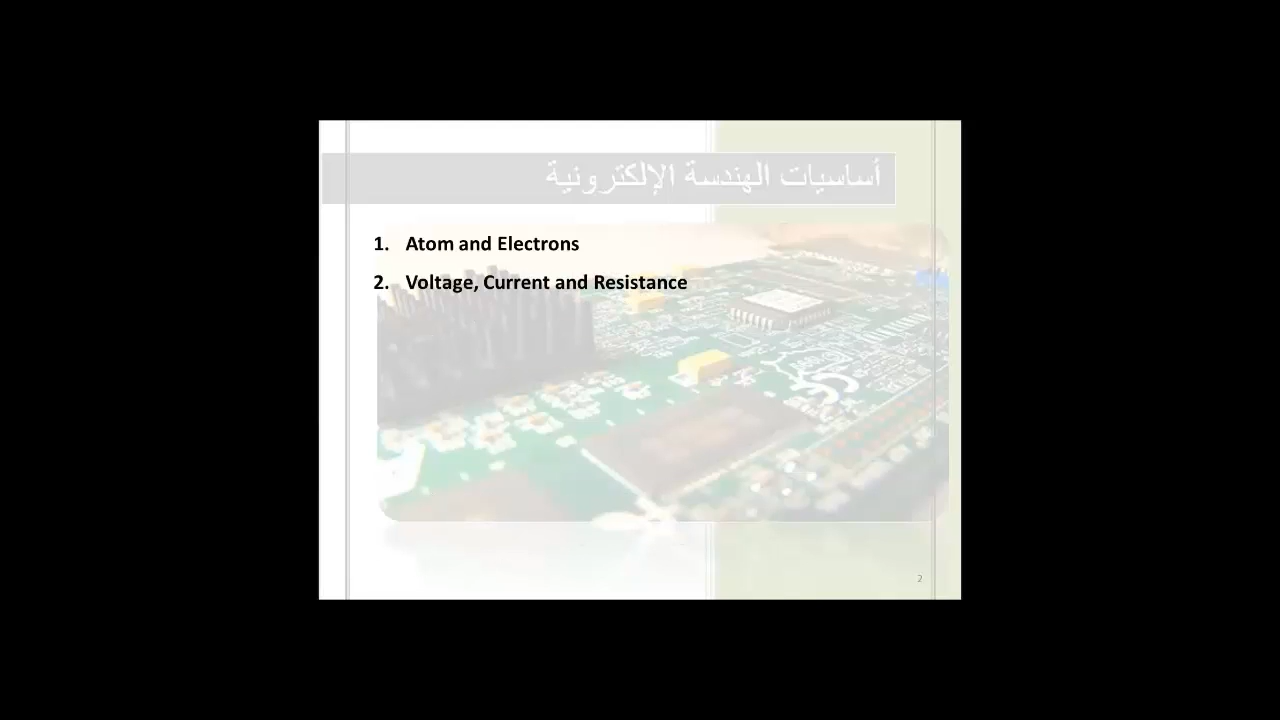 أساسيات الهندسة الإلكترونية
1. Atom and Electrons
2. Voltage, Current and Resistance
2